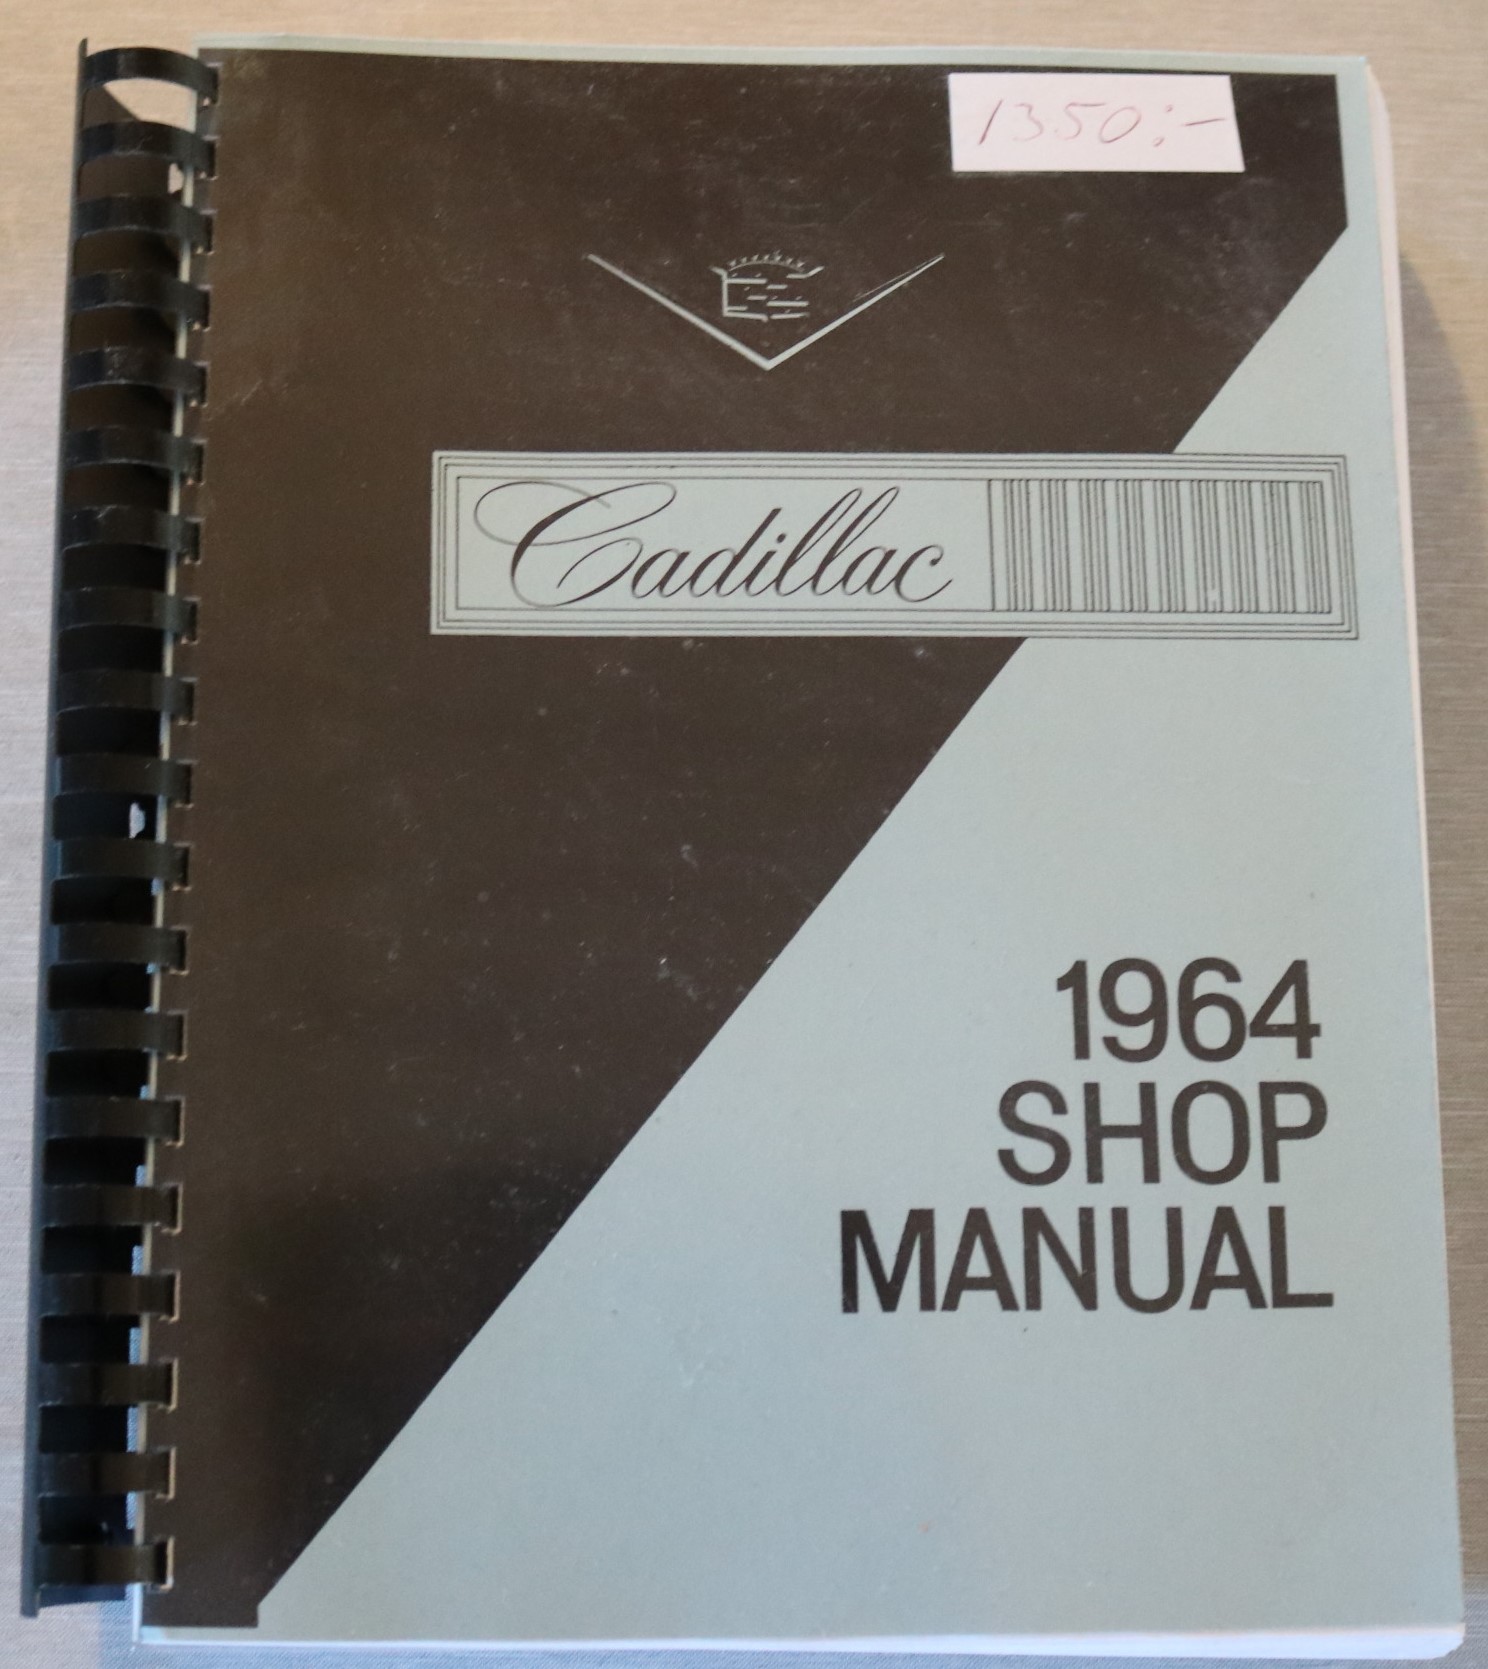 1350:-
Cadillac
1964
SHOP
MANUAL